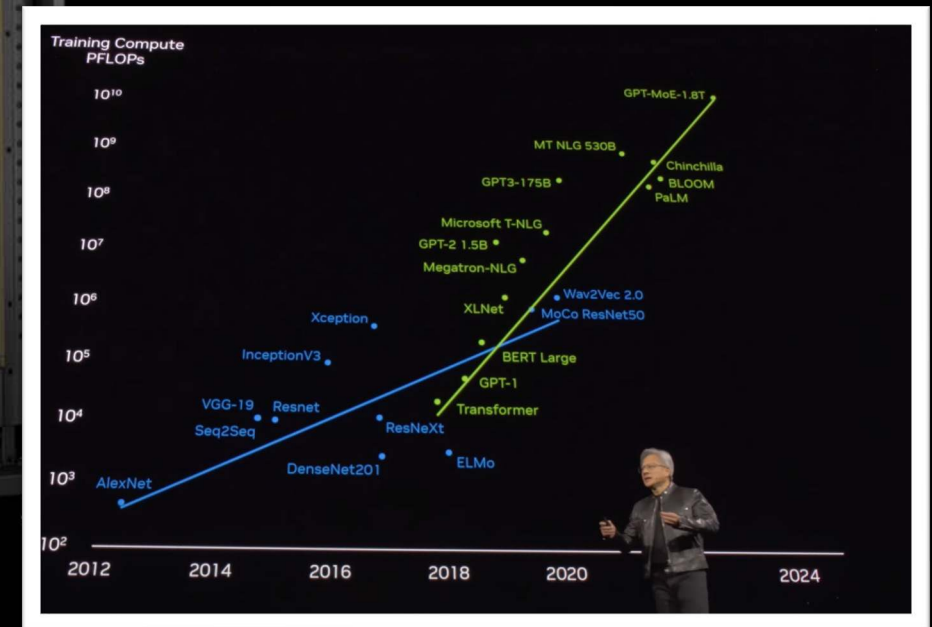 Training Compute
PFLOPs
10¹⁰
10⁹
10⁸
10⁷
10⁶
10⁵
10⁴
10³
10²
GPT-MoE-1.8T
MT NLG 530B
Chinchilla
GPT3-175B
BLOOM
PaLM
Microsoft T-NLG
GPT-2 1.5B
Megatron-NLG
Wav2Vec 2.0
XLNet
MoCo ResNet50
Xception
InceptionV3
BERT Large
GPT-1
VGG-19
Resnet
Transformer
Seq2Seq
ResNeXt
DenseNet201
ELMo
AlexNet
2012 2014 2016 2018 2020 2024